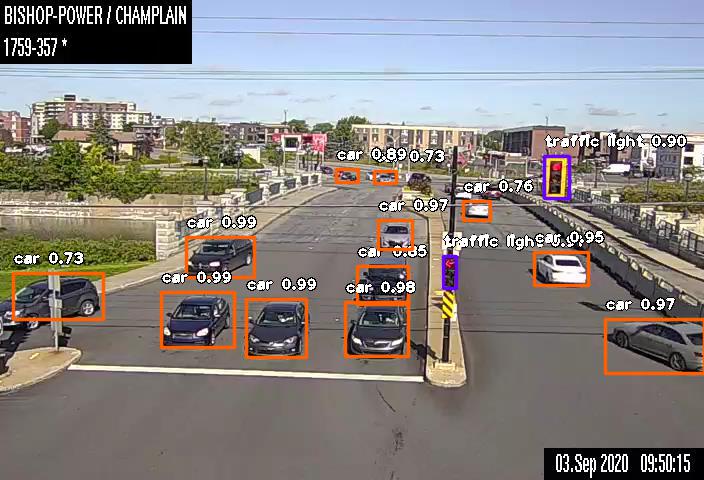 BISHOP-POWER / CHAMPLAIN
1759-357 *
traffic light 0.90
car 0.89
0.73
car 0.76
car 0.97
car 0.99
traffic light
car 0.95
car 0.85
car 0.73
car 0.99
car 0.99
car 0.98
car 0.97
03.Sep 2020 09:50:15